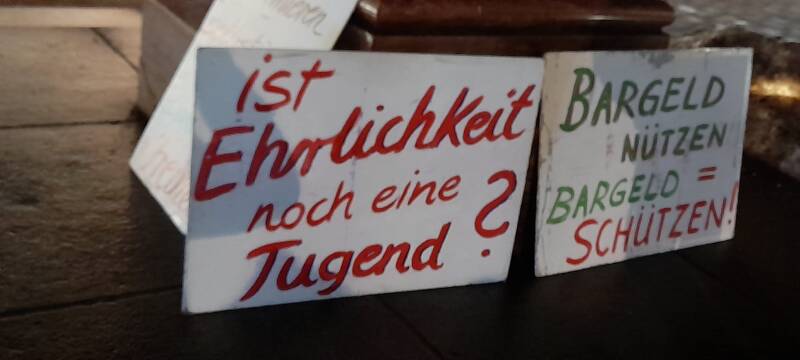 ist
Ehrlichkeit
noch eine
Tugend?
BARGELD
NÜTZEN
=
BARGELD
SCHÜTZEN!